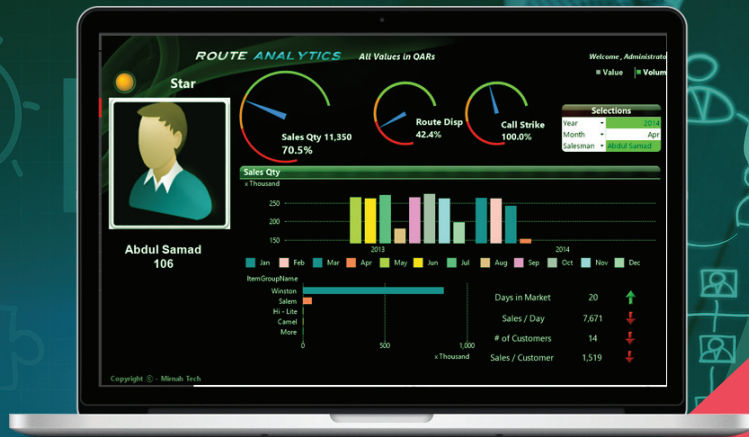 ROUTE ANALYTICS All Values in QARs
Welcome, Administrato
Value Volum
Star
Sales Qty 11,350
70.5%
Route Disp
42.4%
Call Strike
100.0%
Selections
Year 2014
Month Apr
Salesman Abdul Samad
Abdul Samad
106
Sales Qty
x Thousand
250
200
150
2013 2014
Jan Feb Mar Apr May Jun Jul Aug Sep Oct Nov Dec
ItemGroupName
Winston
Salem
Hi - Lite
Camel
More
0 500 1,000
x Thousand
Days in Market 20
Sales / Day 7,671
# of Customers 14
Sales / Customer 1,519
Copyright © - Mirnah Tech